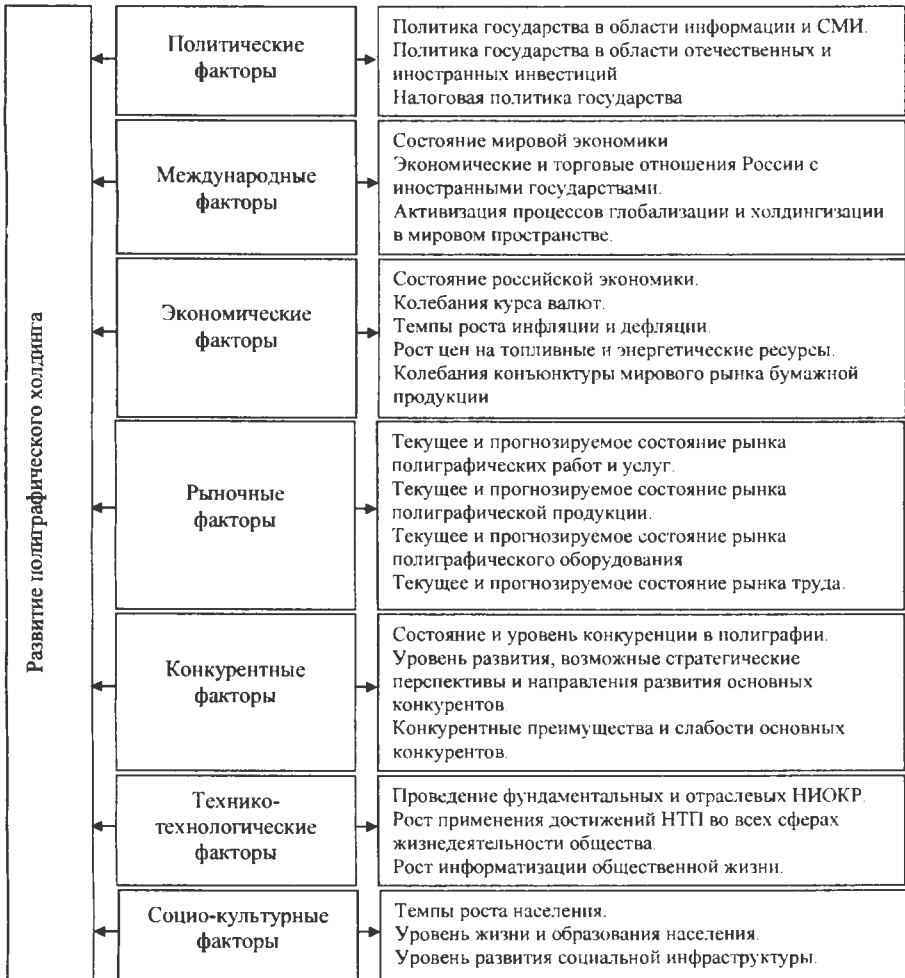 Развитие полиграфического холдинга
Политические
факторы
Политика государства в области информации и СМИ.
Политика государства в области отечественных и
иностранных инвестиций
Налоговая политика государства
Международные
факторы
Состояние мировой экономики
Экономические и торговые отношения России с
иностранными государствами.
Активизация процессов глобализации и холдингизации
в мировом пространстве.
Экономические
факторы
Состояние российской экономики.
Колебания курса валют.
Темпы роста инфляции и дефляции.
Рост цен на топливные и энергетические ресурсы.
Колебания конъюнктуры мирового рынка бумажной
продукции
Рыночные
факторы
Текущее и прогнозируемое состояние рынка
полиграфических работ и услуг.
Текущее и прогнозируемое состояние рынка
полиграфической продукции.
Текущее и прогнозируемое состояние рынка
полиграфического оборудования
Текущее и прогнозируемое состояние рынка труда.
Конкурентные
факторы
Состояние и уровень конкуренции в полиграфии.
Уровень развития, возможные стратегические
перспективы и направления развития основных
конкурентов.
Конкурентные преимущества и слабости основных
конкурентов.
Технико-
технологические
факторы
Проведение фундаментальных и отраслевых НИОКР.
Рост применения достижений НТП во всех сферах
жизнедеятельности общества.
Рост информатизации общественной жизни.
Социо-культурные
факторы
Темпы роста населения.
Уровень жизни и образования населения.
Уровень развития социальной инфраструктуры.